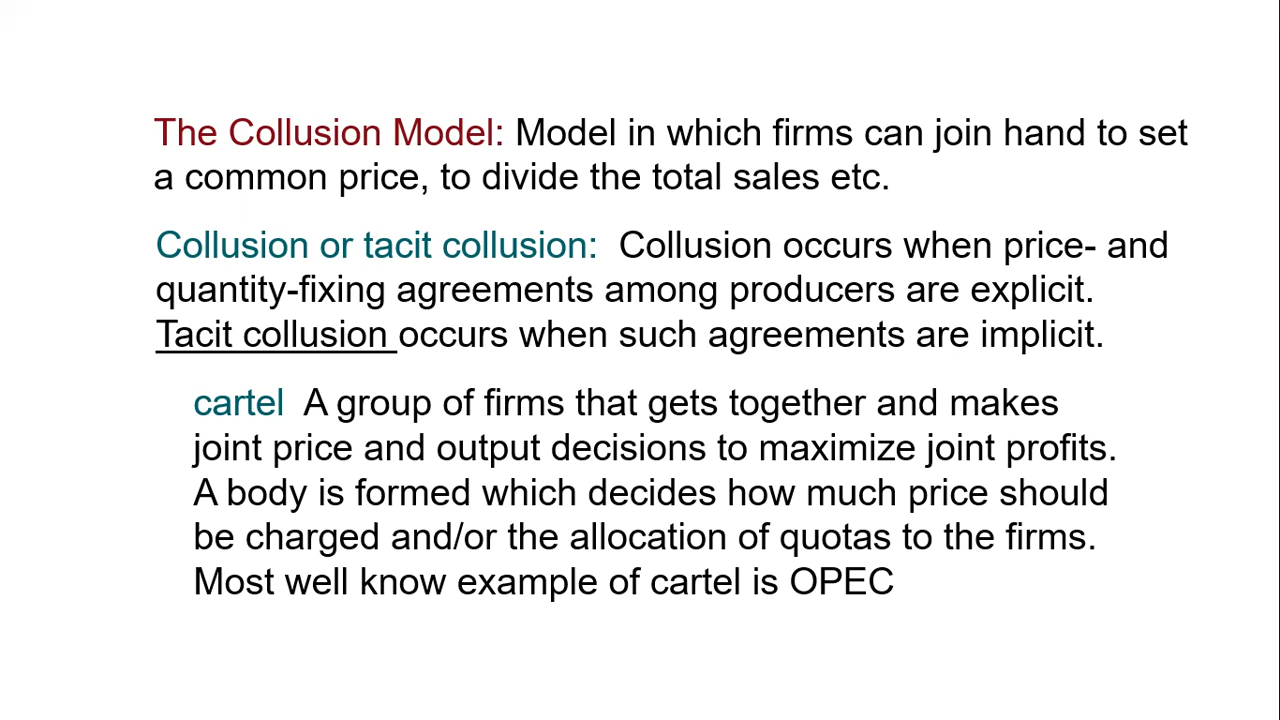 The Collusion Model: Model in which firms can join hand to set
a common price, to divide the total sales etc.
Collusion or tacit collusion: Collusion occurs when price- and
quantity-fixing agreements among producers are explicit.
Tacit collusion occurs when such agreements are implicit.
cartel A group of firms that gets together and makes
joint price and output decisions to maximize joint profits.
A body is formed which decides how much price should
be charged and/or the allocation of quotas to the firms.
Most well know example of cartel is OPEC